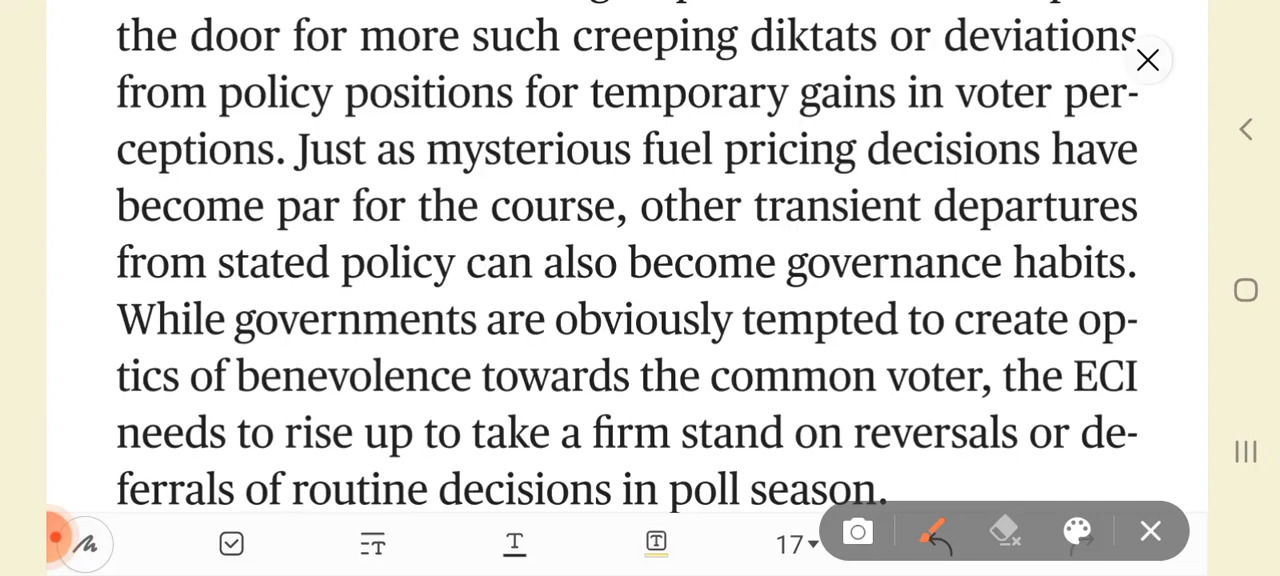 the door for more such creeping diktats or deviations
from policy positions for temporary gains in voter per-
ceptions. Just as mysterious fuel pricing decisions have
become par for the course, other transient departures
from stated policy can also become governance habits.
While governments are obviously tempted to create op-
tics of benevolence towards the common voter, the ECI
needs to rise up to take a firm stand on reversals or de-
ferrals of routine decisions in poll season.
17